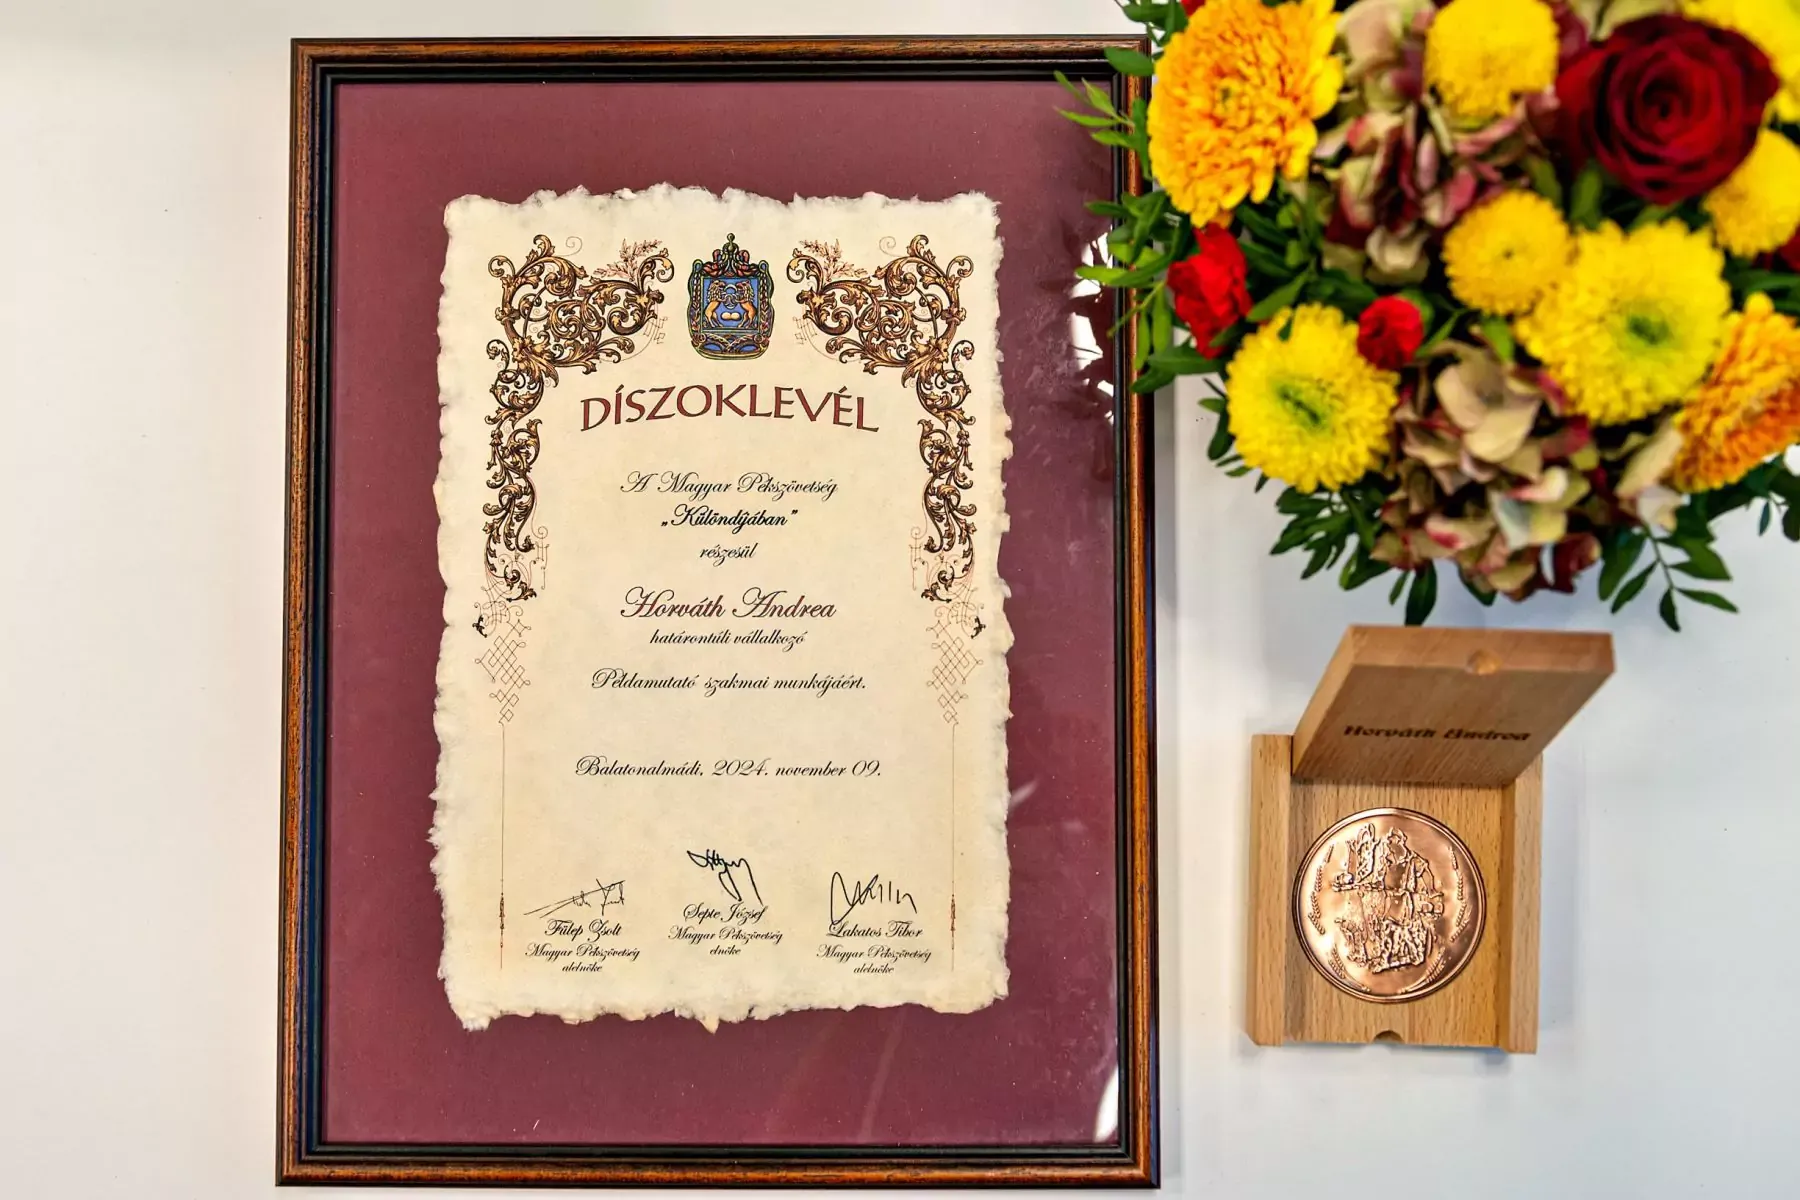 DÍSZOKLEVÉL
A Magyar Pékszövetség
„Különdíjában”
részesül
Horváth Andrea
határontúli vállalkozó
Példamutató szakmai munkájáért.
Balatonalmádi, 2024. november 09.
Fülep Zsolt
Magyar Pékszövetség
alelnöke
Septe József
Magyar Pékszövetség
elnöke
Lakatos Tibor
Magyar Pékszövetség
alelnöke
Horváth Andrea